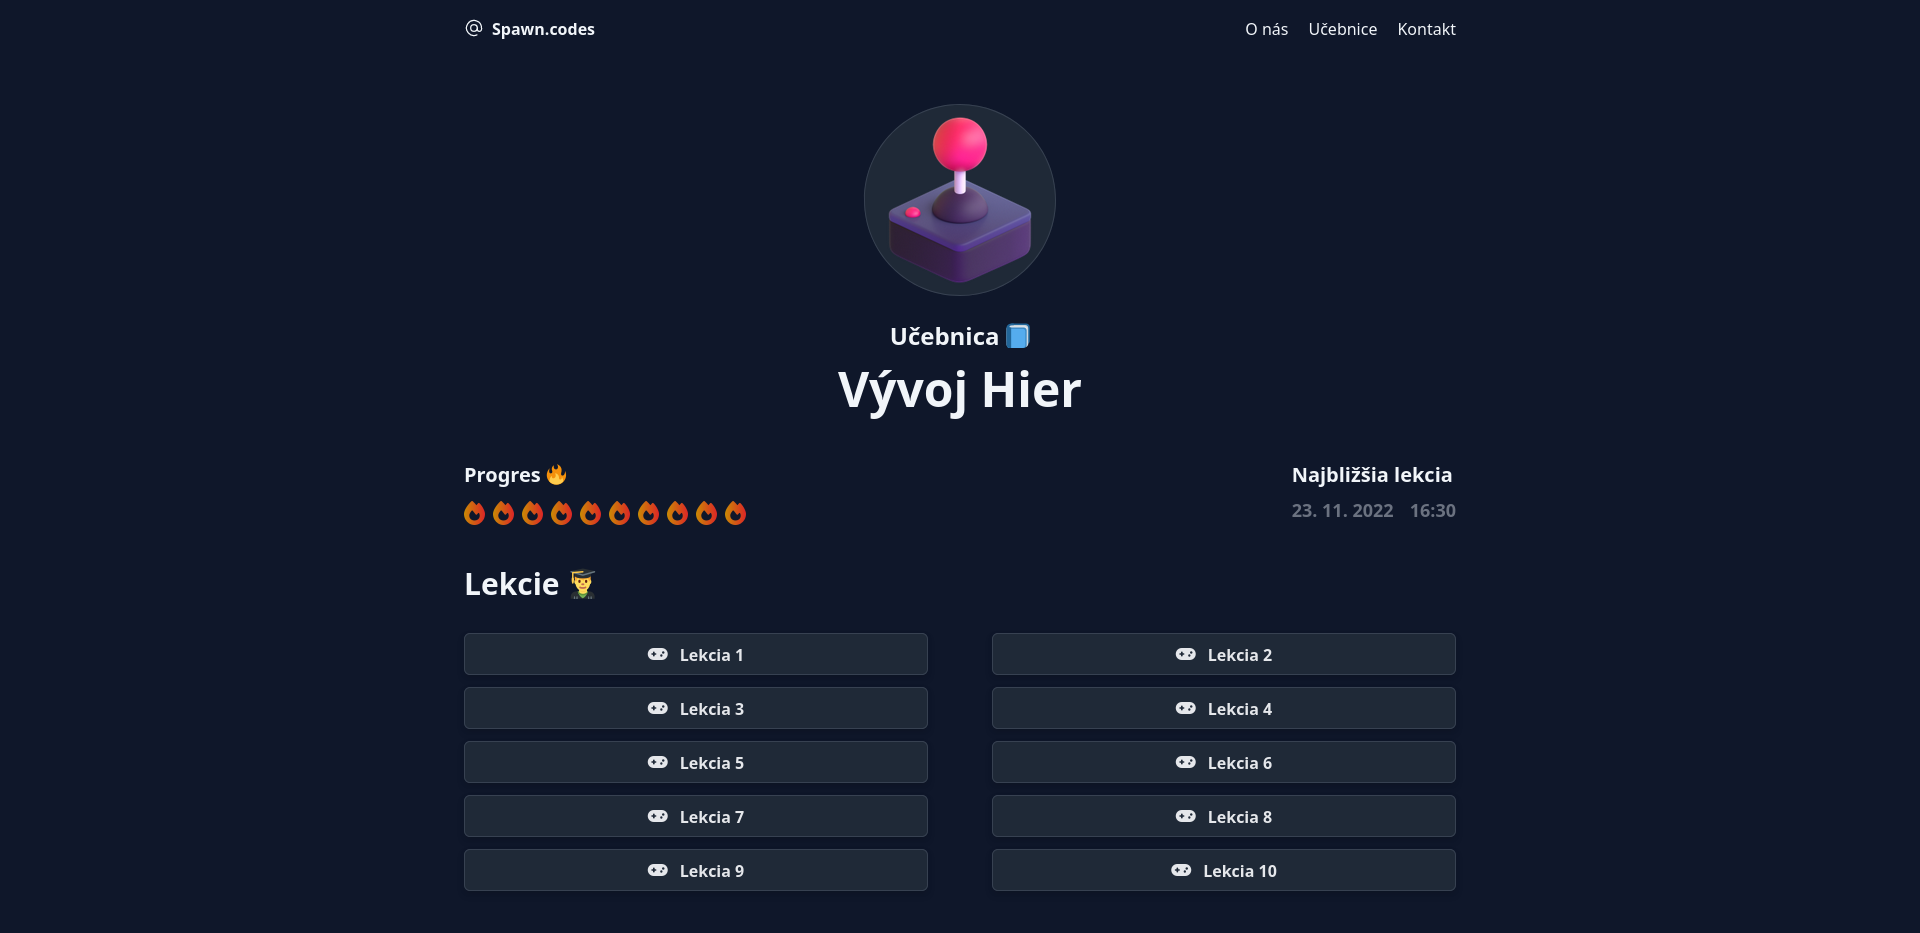 Spawn.codes
O nás Učebnice Kontakt
Učebnica
Vývoj Hier
Progres
Najbližšia lekcia
23. 11. 2022 16:30
Lekcie
Lekcia 1
Lekcia 2
Lekcia 3
Lekcia 4
Lekcia 5
Lekcia 6
Lekcia 7
Lekcia 8
Lekcia 9
Lekcia 10